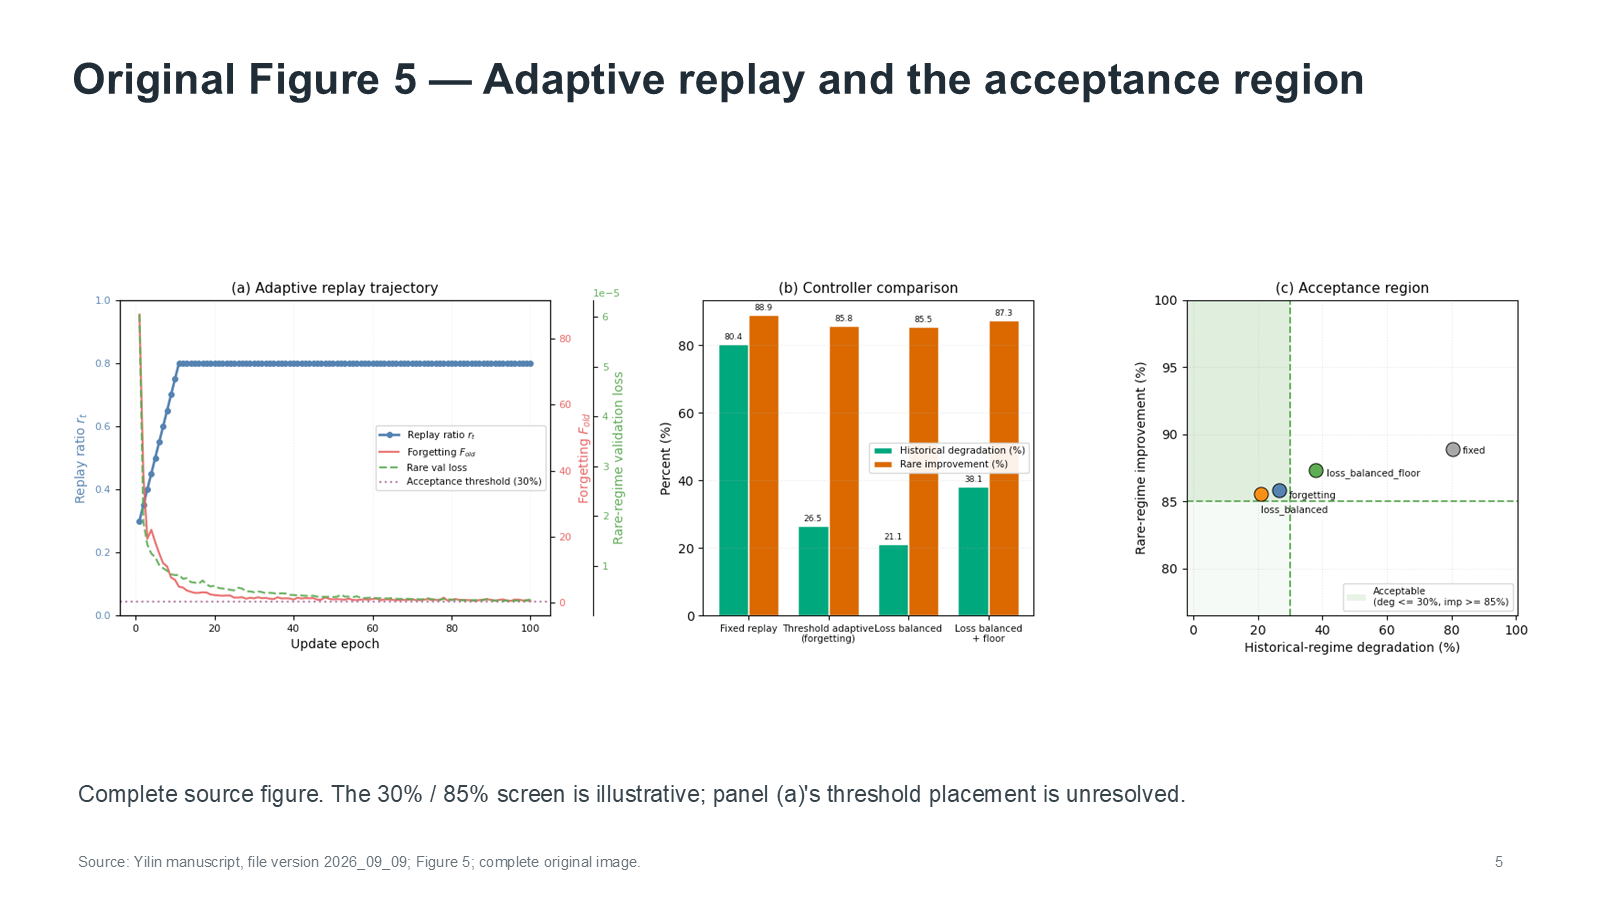 Original Figure 5 — Adaptive replay and the acceptance region
(a) Adaptive replay trajectory
1.0
0.8
0.6
0.4
0.2
0.0
Replay ratio r_t
0
20
40
60
80
100
Update epoch
80
60
40
20
0
Forgetting F_old
1e−5
6
5
4
3
2
1
Rare-regime validation loss
Replay ratio r_t
Forgetting F_old
Rare val loss
Acceptance threshold (30%)
(b) Controller comparison
Percent (%)
80
60
40
20
0
80.4
88.9
26.5
85.8
21.1
85.5
38.1
87.3
Historical degradation (%)
Rare improvement (%)
Fixed replay
Threshold adaptive
(forgetting)
Loss balanced
Loss balanced
+ floor
(c) Acceptance region
Rare-regime improvement (%)
100
95
90
85
80
fixed
loss_balanced_floor
forgetting
loss_balanced
Acceptable
(deg <= 30%, imp >= 85%)
0
20
40
60
80
100
Historical-regime degradation (%)
Complete source figure. The 30% / 85% screen is illustrative; panel (a)'s threshold placement is unresolved.
Source: Yilin manuscript, file version 2026_09_09; Figure 5; complete original image.
5